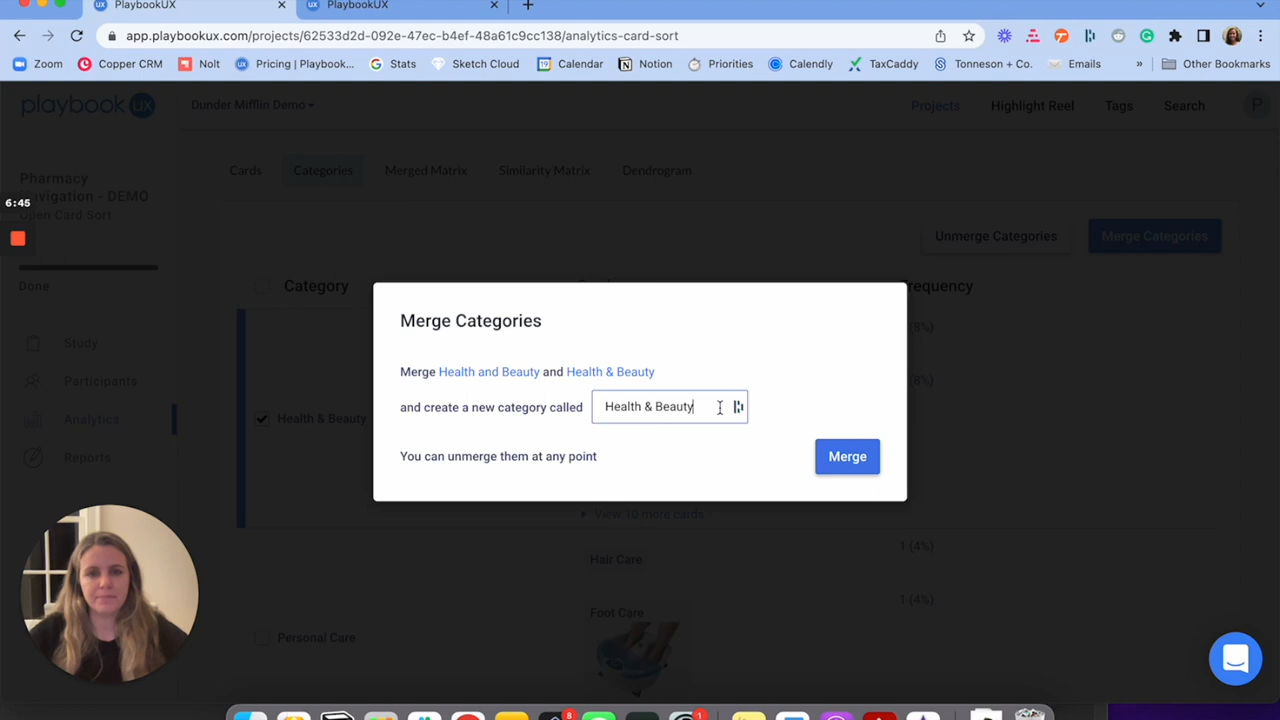 PlaybookUX
PlaybookUX
app.playbookux.com/projects/62533d2d-092e-47ec-b4ef-48a61c9cc138/analytics-card-sort
Zoom Copper CRM Nolt Pricing | Playbook... Stats Sketch Cloud Calendar Notion Priorities Calendly TaxCaddy Tonneson + Co. Emails » Other Bookmarks
playbook ux Dunder Mifflin Demo Projects Highlight Reel Tags Search P
Pharmacy
Navigation - DEMO
Open Card Sort
6:45
Done
Study
Participants
Analytics
Reports
Cards Categories Merged Matrix Similarity Matrix Dendrogram
Unmerge Categories Merge Categories
Category
Frequency
(8%)
(8%)
Health & Beauty
Merge Categories
Merge Health and Beauty and Health & Beauty
and create a new category called Health & Beauty
You can unmerge them at any point Merge
View 10 more cards
Hair Care 1 (4%)
Foot Care 1 (4%)
Personal Care
8
1